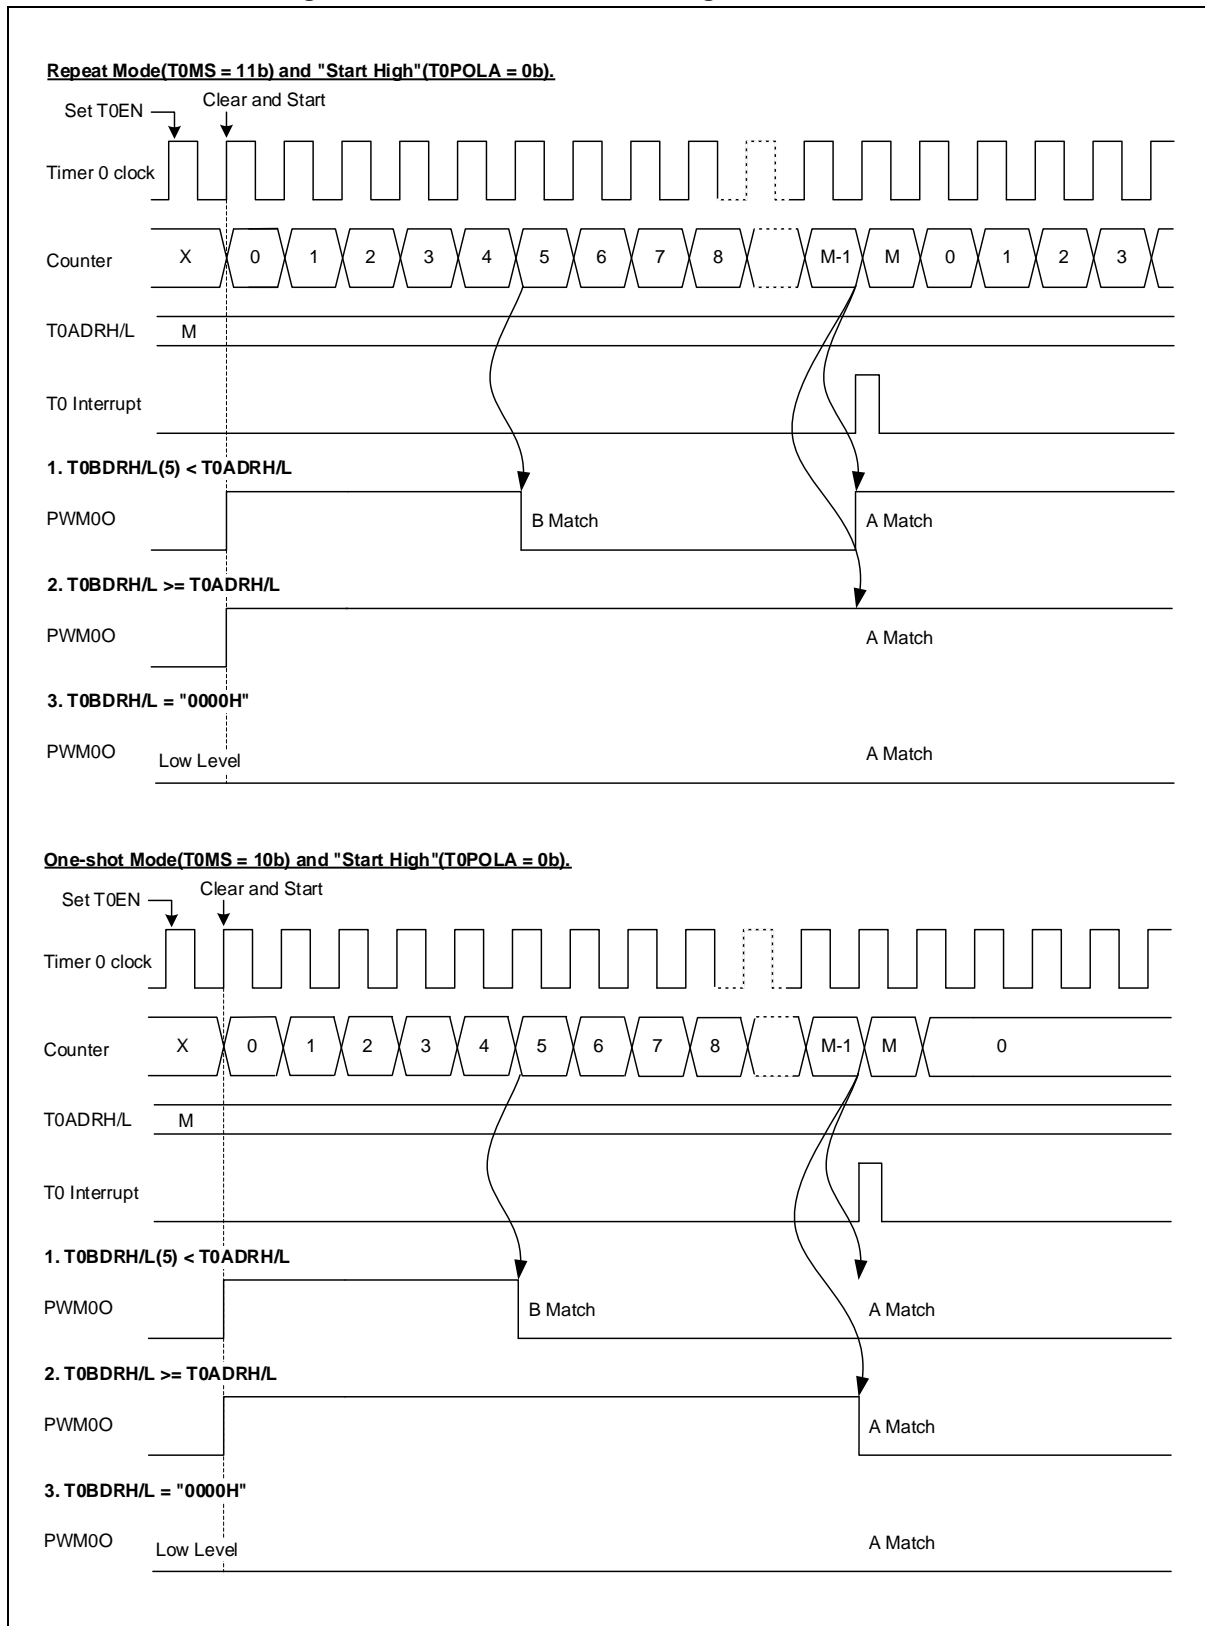 Repeat Mode(T0MS = 11b) and "Start High"(T0POLA = 0b).
Set T0EN
Clear and Start
Timer 0 clock
Counter X 0 1 2 3 4 5 6 7 8 M-1 M 0 1 2 3
T0ADRH/L M
T0 Interrupt
1. T0BDRH/L(5) < T0ADRH/L
PWM0O B Match A Match
2. T0BDRH/L >= T0ADRH/L
PWM0O A Match
3. T0BDRH/L = "0000H"
PWM0O Low Level A Match
One-shot Mode(T0MS = 10b) and "Start High"(T0POLA = 0b).
Set T0EN
Clear and Start
Timer 0 clock
Counter X 0 1 2 3 4 5 6 7 8 M-1 M 0
T0ADRH/L M
T0 Interrupt
1. T0BDRH/L(5) < T0ADRH/L
PWM0O B Match A Match
2. T0BDRH/L >= T0ADRH/L
PWM0O A Match
3. T0BDRH/L = "0000H"
PWM0O Low Level A Match